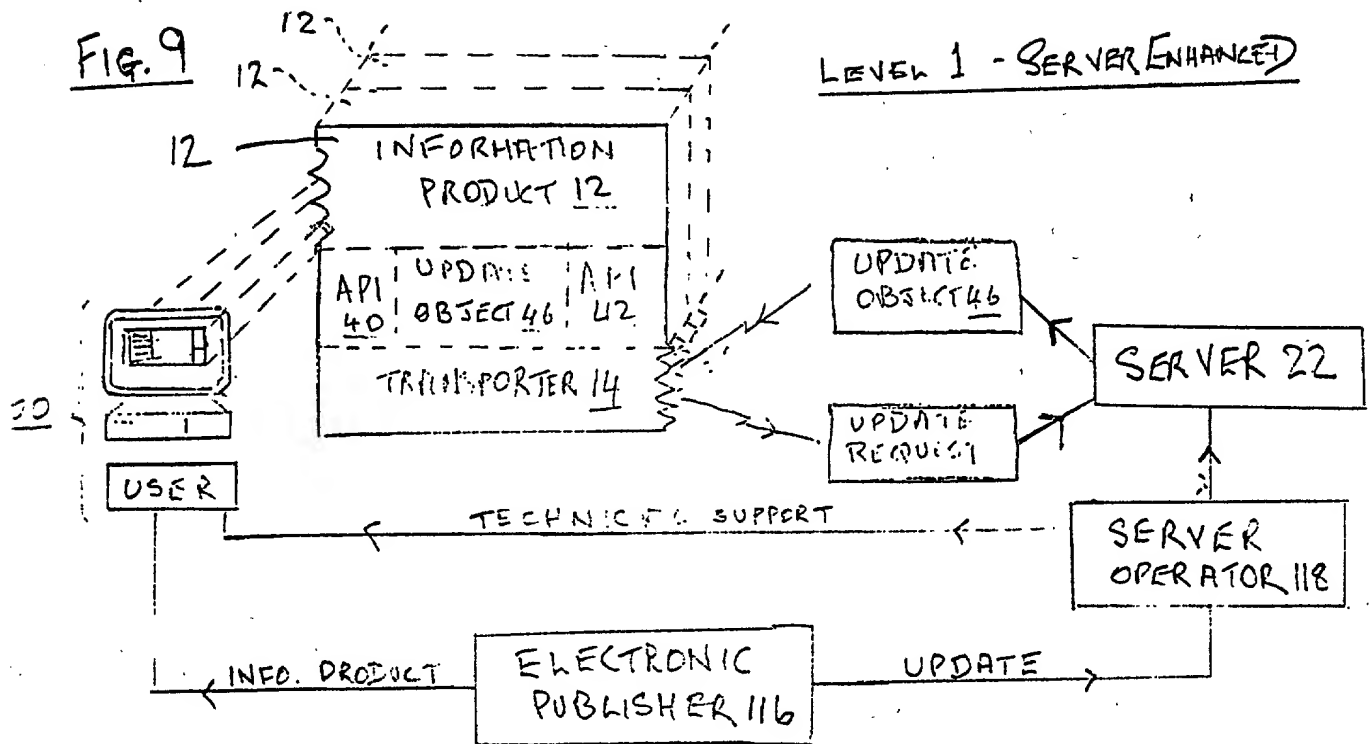 FIG. 9
LEVEL 1 - SERVER ENHANCED
12
12
12
INFORMATION
PRODUCT 12
API
40
UPDATE
OBJECT 46
API
42
TRANSPORTER 14
UPDATE
OBJECT 46
SERVER 22
UPDATE
REQUEST
USER
TECHNICAL SUPPORT
SERVER
OPERATOR 118
INFO. PRODUCT
ELECTRONIC
PUBLISHER 116
UPDATE